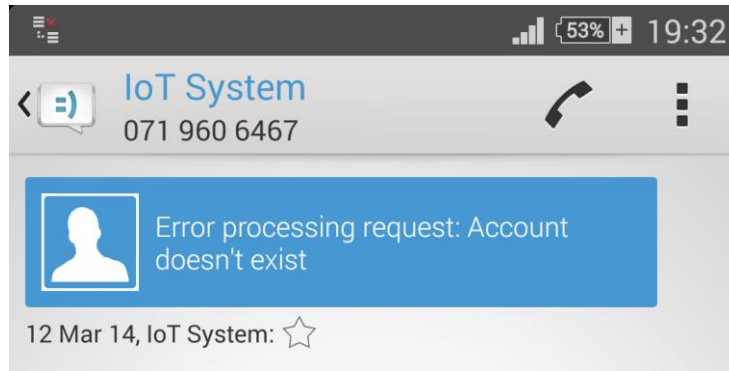 53% 19:32
IoT System
071 960 6467
=)
Error processing request: Account
doesn't exist
12 Mar 14, IoT System: